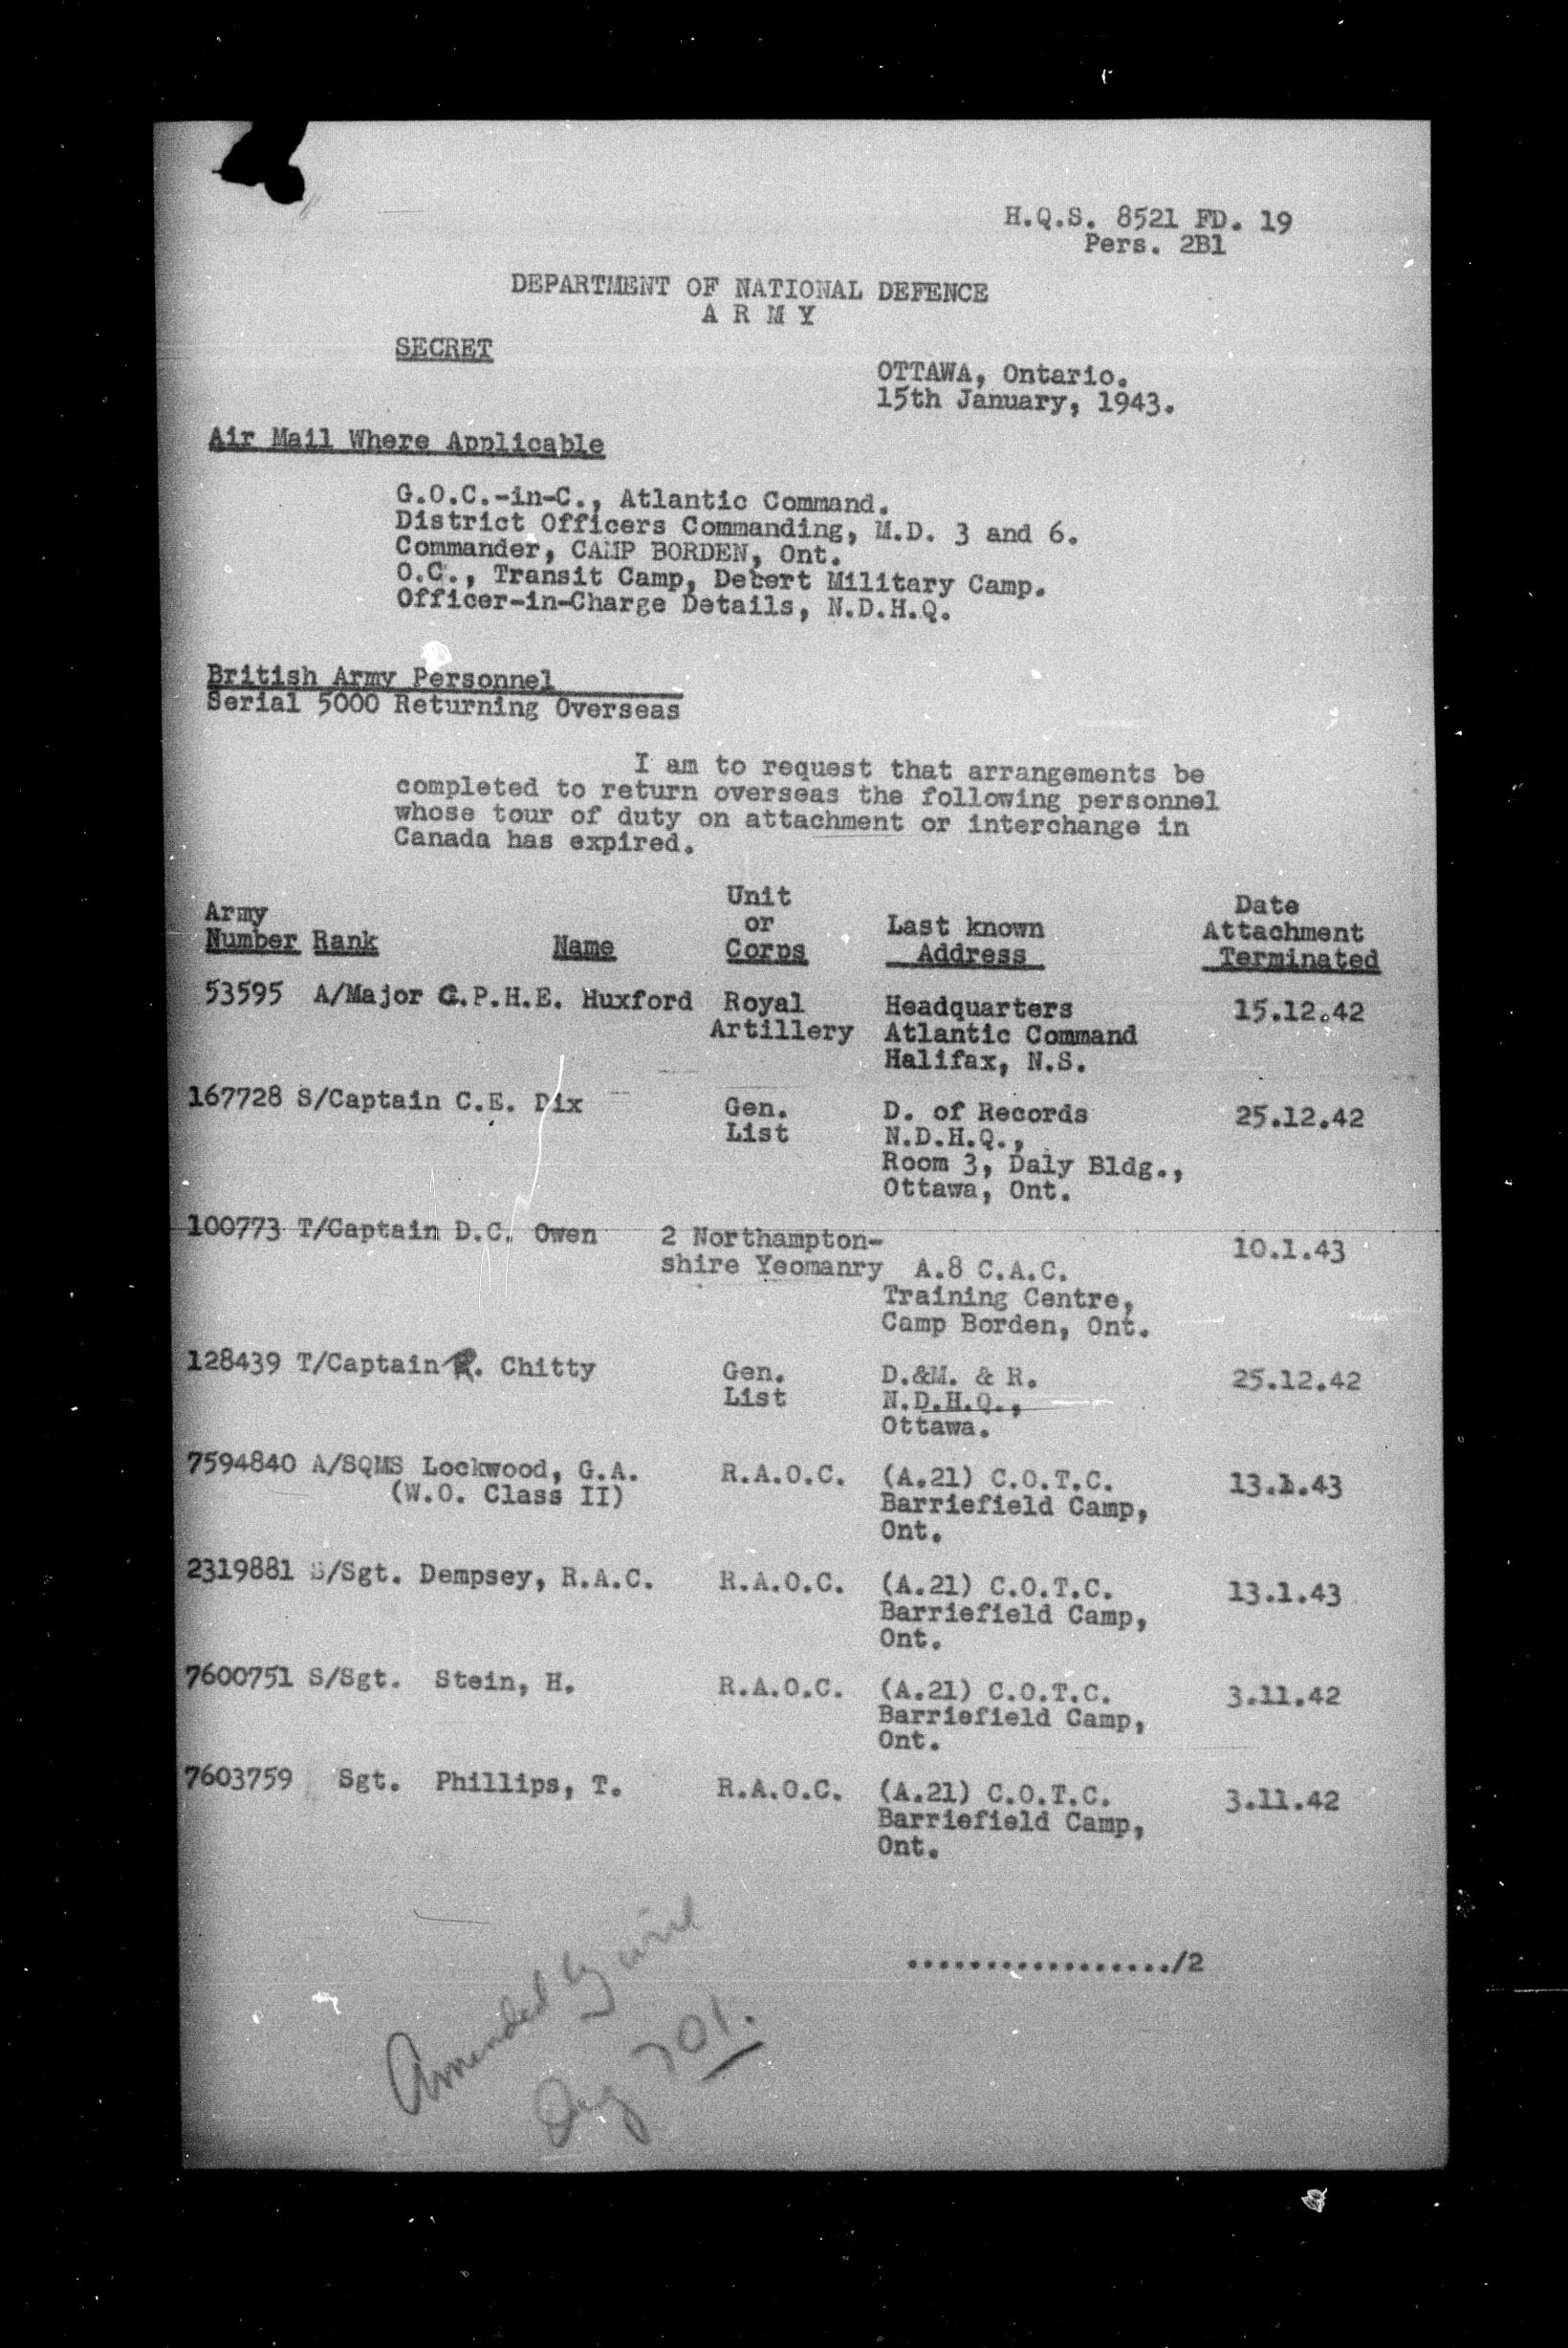 H.Q.S. 8521 FD. 19
Pers. 2B1
DEPARTMENT OF NATIONAL DEFENCE
A R M Y
SECRET
OTTAWA, Ontario.
15th January, 1943.
Air Mail Where Applicable
G.O.C.-in-C., Atlantic Command.
District Officers Commanding, M.D. 3 and 6.
Commander, CAMP BORDEN, Ont.
O.C., Transit Camp, Debert Military Camp.
Officer-in-Charge Details, N.D.H.Q.
British Army Personnel
Serial 5000 Returning Overseas
I am to request that arrangements be
completed to return overseas the following personnel
whose tour of duty on attachment or interchange in
Canada has expired.
Army Number Rank Name Unit or Corps Last known Address Date Attachment Terminated
53595 A/Major G.P.H.E. Huxford Royal Headquarters 15.12.42
Artillery Atlantic Command
Halifax, N.S.
167728 S/Captain C.E. Dix Gen. D. of Records 25.12.42
List N.D.H.Q.,
Room 3, Daly Bldg.,
Ottawa, Ont.
100773 T/Captain D.C. Owen 2 Northampton- 10.1.43
shire Yeomanry A.8 C.A.C.
Training Centre,
Camp Borden, Ont.
128439 T/Captain R. Chitty Gen. D.&M. & R. 25.12.42
List N.D.H.Q.,
Ottawa.
7594840 A/SQMS Lockwood, G.A. R.A.O.C. (A.21) C.O.T.C. 13.1.43
(W.O. Class II) Barriefield Camp,
Ont.
2319881 S/Sgt. Dempsey, R.A.C. R.A.O.C. (A.21) C.O.T.C. 13.1.43
Barriefield Camp,
Ont.
7600751 S/Sgt. Stein, H. R.A.O.C. (A.21) C.O.T.C. 3.11.42
Barriefield Camp,
Ont.
7603759 Sgt. Phillips, T. R.A.O.C. (A.21) C.O.T.C. 3.11.42
Barriefield Camp,
Ont.
................./2
Amended by wire
701.